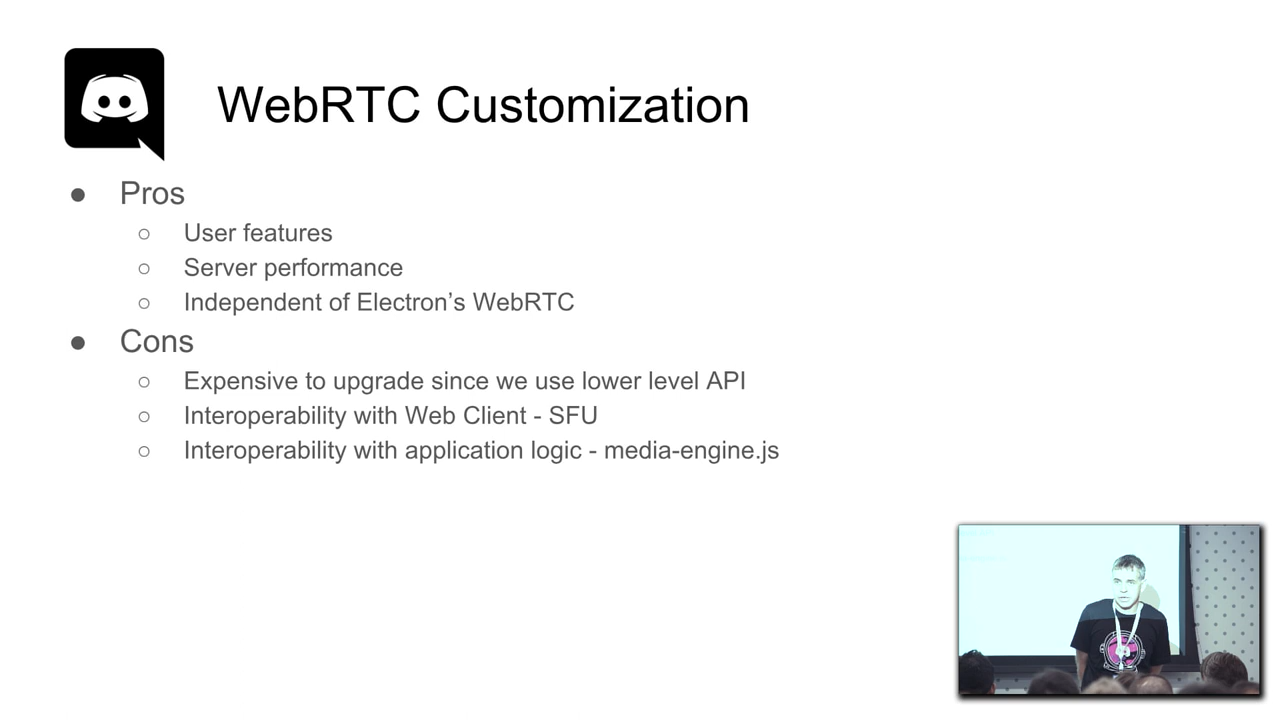 WebRTC Customization
● Pros
○ User features
○ Server performance
○ Independent of Electron’s WebRTC
● Cons
○ Expensive to upgrade since we use lower level API
○ Interoperability with Web Client - SFU
○ Interoperability with application logic - media-engine.js